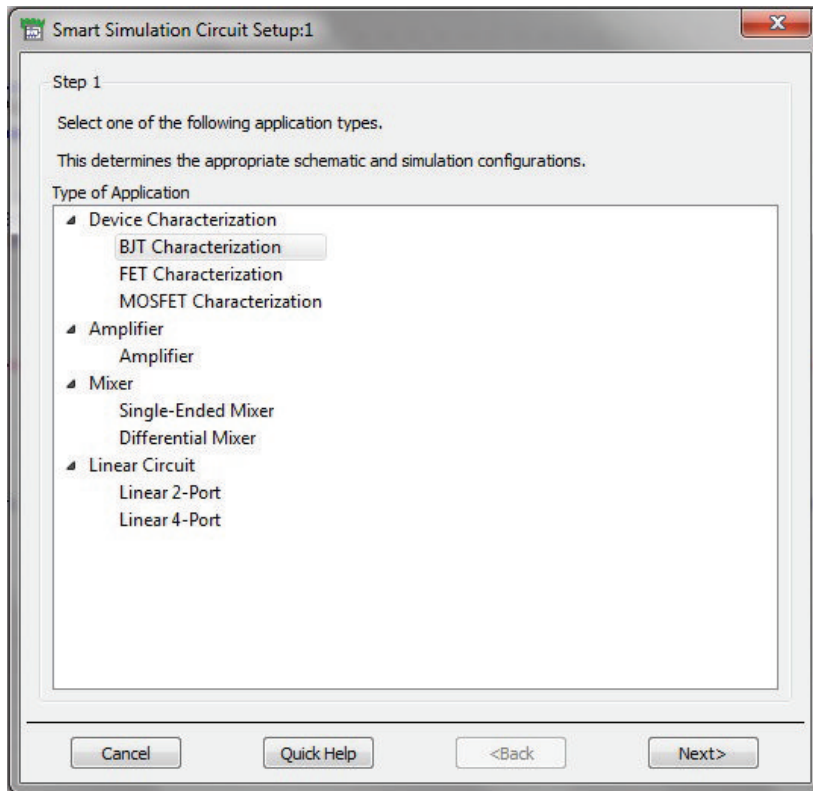 Smart Simulation Circuit Setup:1
Step 1
Select one of the following application types.
This determines the appropriate schematic and simulation configurations.
Type of Application
Device Characterization
BJT Characterization
FET Characterization
MOSFET Characterization
Amplifier
Amplifier
Mixer
Single-Ended Mixer
Differential Mixer
Linear Circuit
Linear 2-Port
Linear 4-Port
Cancel
Quick Help
<Back
Next>